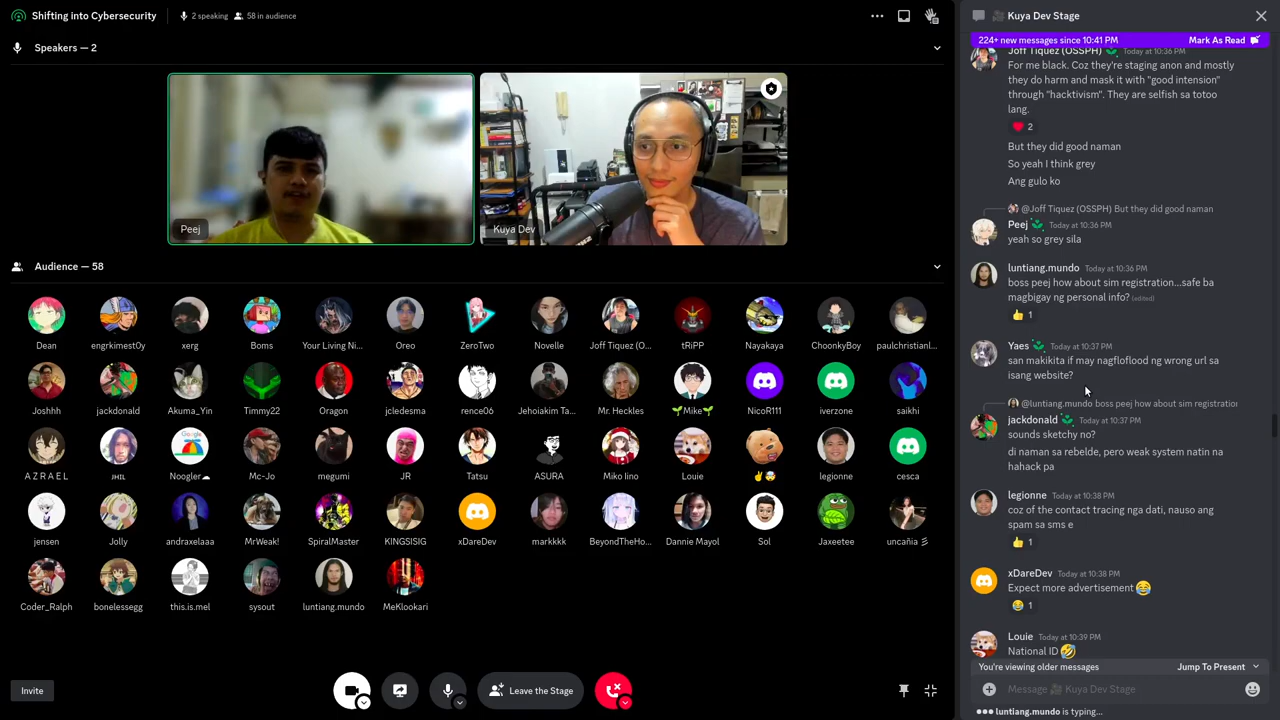 Shifting into Cybersecurity
2 speaking
58 in audience
Speakers — 2
Peej
Kuya Dev
Audience — 58
Dean
engrkimest0y
xerg
Boms
Your Living Ni...
Oreo
ZeroTwo
Novelle
Joff Tiquez (O...
tRiPP
Nayakaya
ChoonkyBoy
paulchristianl...
Joshhh
jackdonald
Akuma_Yin
Timmy22
Oragon
jcledesma
rence06
Jehoiakim Ta...
Mr. Heckles
🌱Mike🌱
NicoR111
iverzone
saikhi
A Z R A E L
JHIL
Noogler☁
Mc-Jo
megumi
JR
Tatsu
ASURA
Miko Iino
Louie
✌🤯
legionne
cesca
jensen
Jolly
andraxelaaa
MrWeak!
SpiralMaster
KINGSISIG
xDareDev
markkkk
BeyondTheHo...
Dannie Mayol
Sol
Jaxeetee
uncañia 彡
Coder_Ralph
bonelessegg
this.is.mel
sysout
luntiang.mundo
MeKlookari
Invite
Leave the Stage
🎥 Kuya Dev Stage
224+ new messages since 10:41 PM
Mark As Read
Joff Tiquez (OSSPH) Today at 10:36 PM
For me black. Coz they're staging anon and mostly
they do harm and mask it with "good intension"
through "hacktivism". They are selfish sa totoo
lang.
❤️ 2
But they did good naman
So yeah I think grey
Ang gulo ko
@Joff Tiquez (OSSPH) But they did good naman
Peej Today at 10:36 PM
yeah so grey sila
luntiang.mundo Today at 10:36 PM
boss peej how about sim registration...safe ba
magbigay ng personal info? (edited)
👍 1
Yaes Today at 10:37 PM
san makikita if may nagfloflood ng wrong url sa
isang website?
@luntiang.mundo boss peej how about sim registration
jackdonald Today at 10:37 PM
sounds sketchy no?
di naman sa rebelde, pero weak system natin na
hahack pa
legionne Today at 10:38 PM
coz of the contact tracing nga dati, nauso ang
spam sa sms e
👍 1
xDareDev Today at 10:38 PM
Expect more advertisement 😂
😂 1
Louie Today at 10:39 PM
National ID 🤣
You're viewing older messages
Jump To Present
Message 🎥 Kuya Dev Stage
luntiang.mundo is typing...